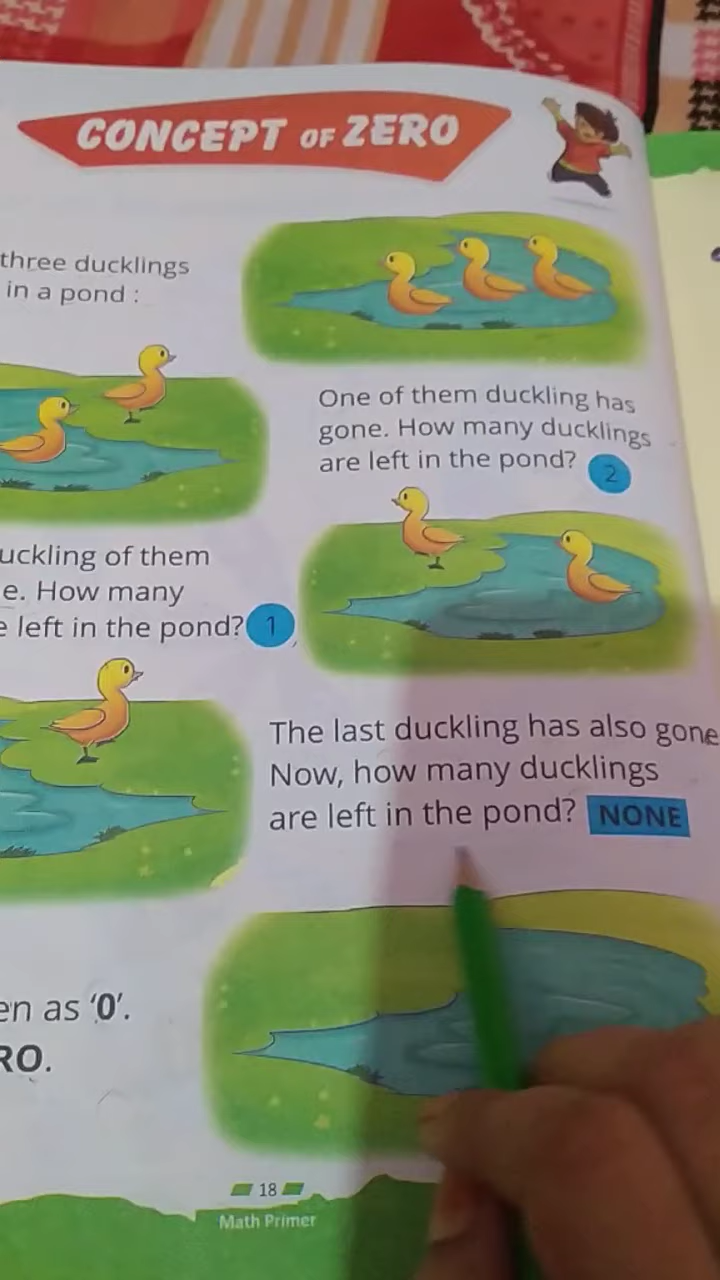 CONCEPT OF ZERO
three ducklings
in a pond :
One of them duckling has
gone. How many ducklings
are left in the pond? 2
uckling of them
e. How many
e left in the pond? 1
The last duckling has also gone
Now, how many ducklings
are left in the pond? NONE
en as ‘0’.
RO.
18
Math Primer